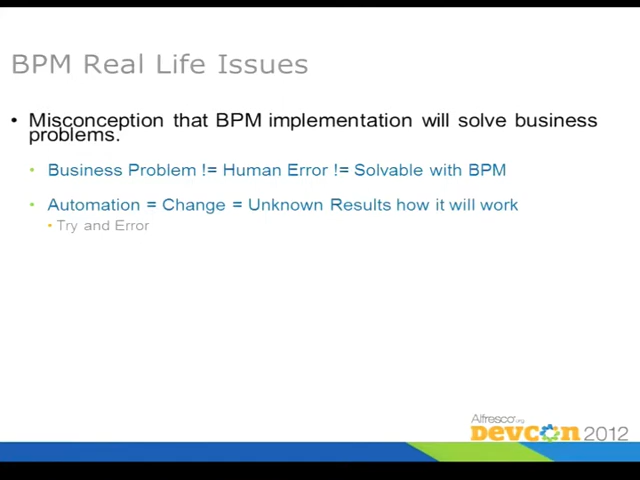 BPM Real Life Issues
• Misconception that BPM implementation will solve business
problems.
• Business Problem != Human Error != Solvable with BPM
• Automation = Change = Unknown Results how it will work
• Try and Error
Alfresco.org
DEVCON 2012